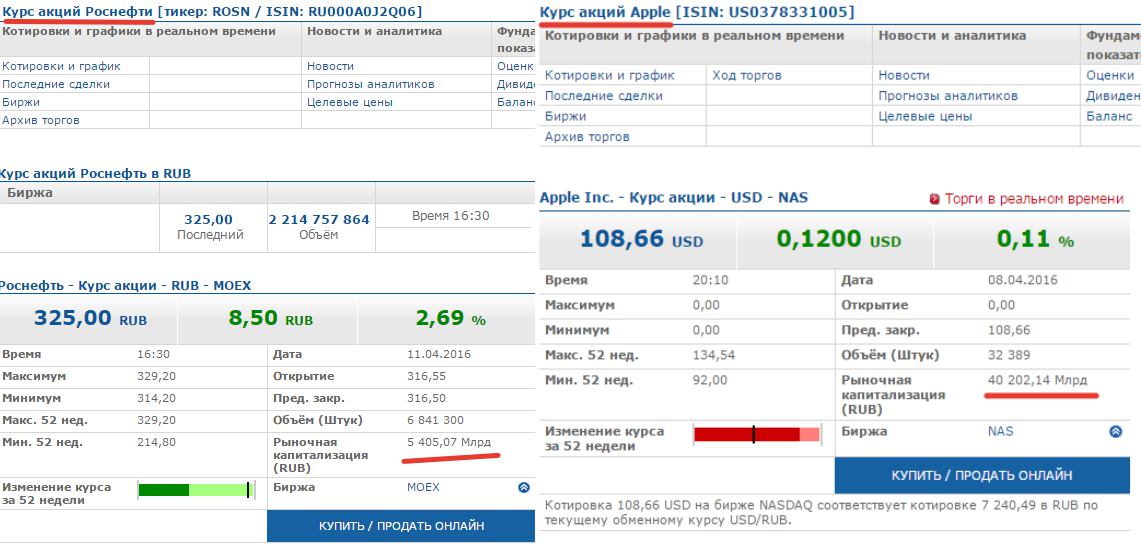 Курс акций Роснефти [тикер: ROSN / ISIN: RU000A0J2Q06]
Котировки и графики в реальном времени Новости и аналитика Фунда
показа
Котировки и график Новости Оценк
Последние сделки Прогнозы аналитиков Дивид
Биржи Целевые цены Баланс
Архив торгов
Курс акций Роснефть в RUB
Биржа
325,00 2 214 757 864 Время 16:30
Последний Объём
Роснефть - Курс акции - RUB - MOEX
325,00 RUB 8,50 RUB 2,69 %
Время 16:30 Дата 11.04.2016
Максимум 329,20 Открытие 316,55
Минимум 314,20 Пред. закр. 316,50
Макс. 52 нед. 329,20 Объём (Штук) 6 841 300
Мин. 52 нед. 214,80 Рыночная
капитализация
(RUB) 5 405,07 Млрд
Изменение курса
за 52 недели Биржа MOEX
КУПИТЬ / ПРОДАТЬ ОНЛАЙН
Курс акций Apple [ISIN: US0378331005]
Котировки и графики в реальном времени Новости и аналитика Фундам
показат
Котировки и график Ход торгов Новости Оценки
Последние сделки Прогнозы аналитиков Дивиден
Биржи Целевые цены Баланс
Архив торгов
Apple Inc. - Курс акции - USD - NAS Торги в реальном времени
108,66 USD 0,1200 USD 0,11 %
Время 20:10 Дата 08.04.2016
Максимум 0,00 Открытие 0,00
Минимум 0,00 Пред. закр. 108,66
Макс. 52 нед. 134,54 Объём (Штук) 32 389
Мин. 52 нед. 92,00 Рыночная
капитализация
(RUB) 40 202,14 Млрд
Изменение курса
за 52 недели Биржа NAS
КУПИТЬ / ПРОДАТЬ ОНЛАЙН
Котировка 108,66 USD на бирже NASDAQ соответствует котировке 7 240,49 в RUB по
текущему обменному курсу USD/RUB.